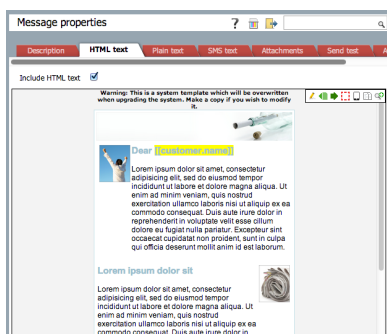 Message properties
?
Description HTML text Plain text SMS text Attachments Send test A
Include HTML text
Warning: This is a system template which will be overwritten
when upgrading the system. Make a copy if you wish to modify
it.
Dear [[customer.name]]
Lorem ipsum dolor sit amet, consectetur
adipisicing elit, sed do eiusmod tempor
incididunt ut labore et dolore magna aliqua. Ut
enim ad minim veniam, quis nostrud
exercitation ullamco laboris nisi ut aliquip ex ea
commodo consequat. Duis aute irure dolor in
reprehenderit in voluptate velit esse cillum
dolore eu fugiat nulla pariatur. Excepteur sint
occaecat cupidatat non proident, sunt in culpa
qui officia deserunt mollit anim id est laborum.
Lorem ipsum dolor sit
Lorem ipsum dolor sit amet, consectetur
adipisicing elit, sed do eiusmod tempor
incididunt ut labore et dolore magna aliqua. Ut
enim ad minim veniam, quis nostrud
exercitation ullamco laboris nisi ut aliquip ex ea
commodo consequat. Duis aute irure dolor in